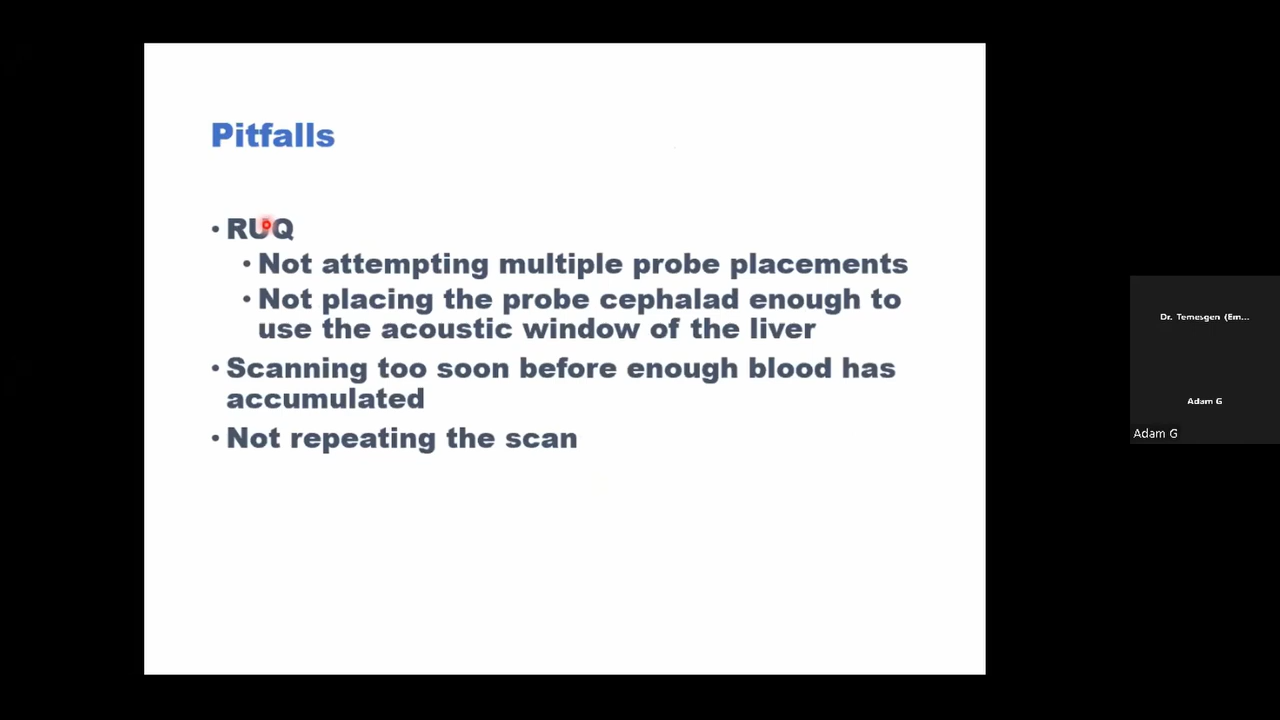 Pitfalls
• RUQ
• Not attempting multiple probe placements
• Not placing the probe cephalad enough to
use the acoustic window of the liver
• Scanning too soon before enough blood has
accumulated
• Not repeating the scan
Dr. Temesgen (Em...
Adam G
Adam G